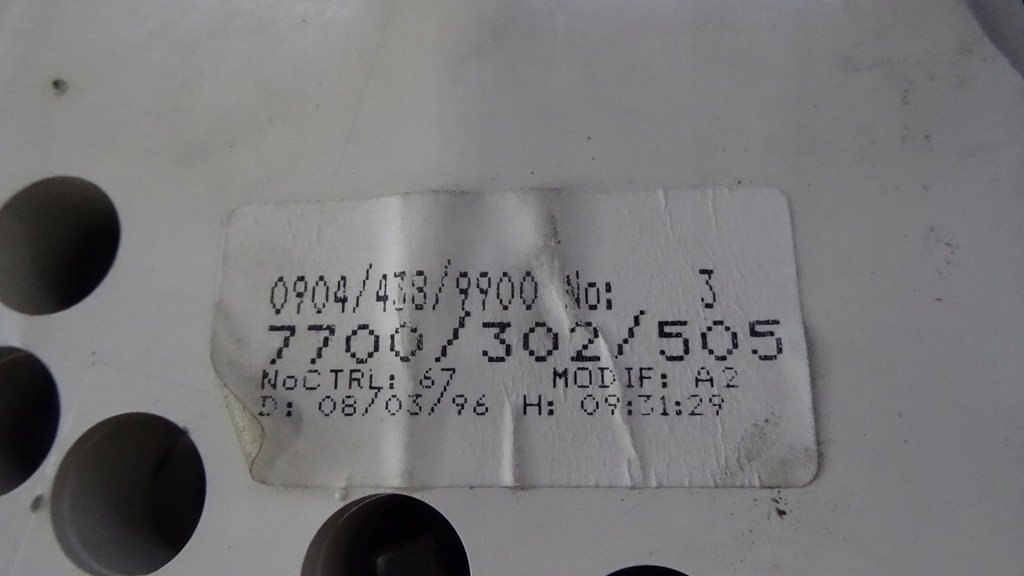 0904/438/9900 No: 3
7700/302/505
NoCTRL: 67 MODIF: A2
D: 08/03/96 H: 09:31:29